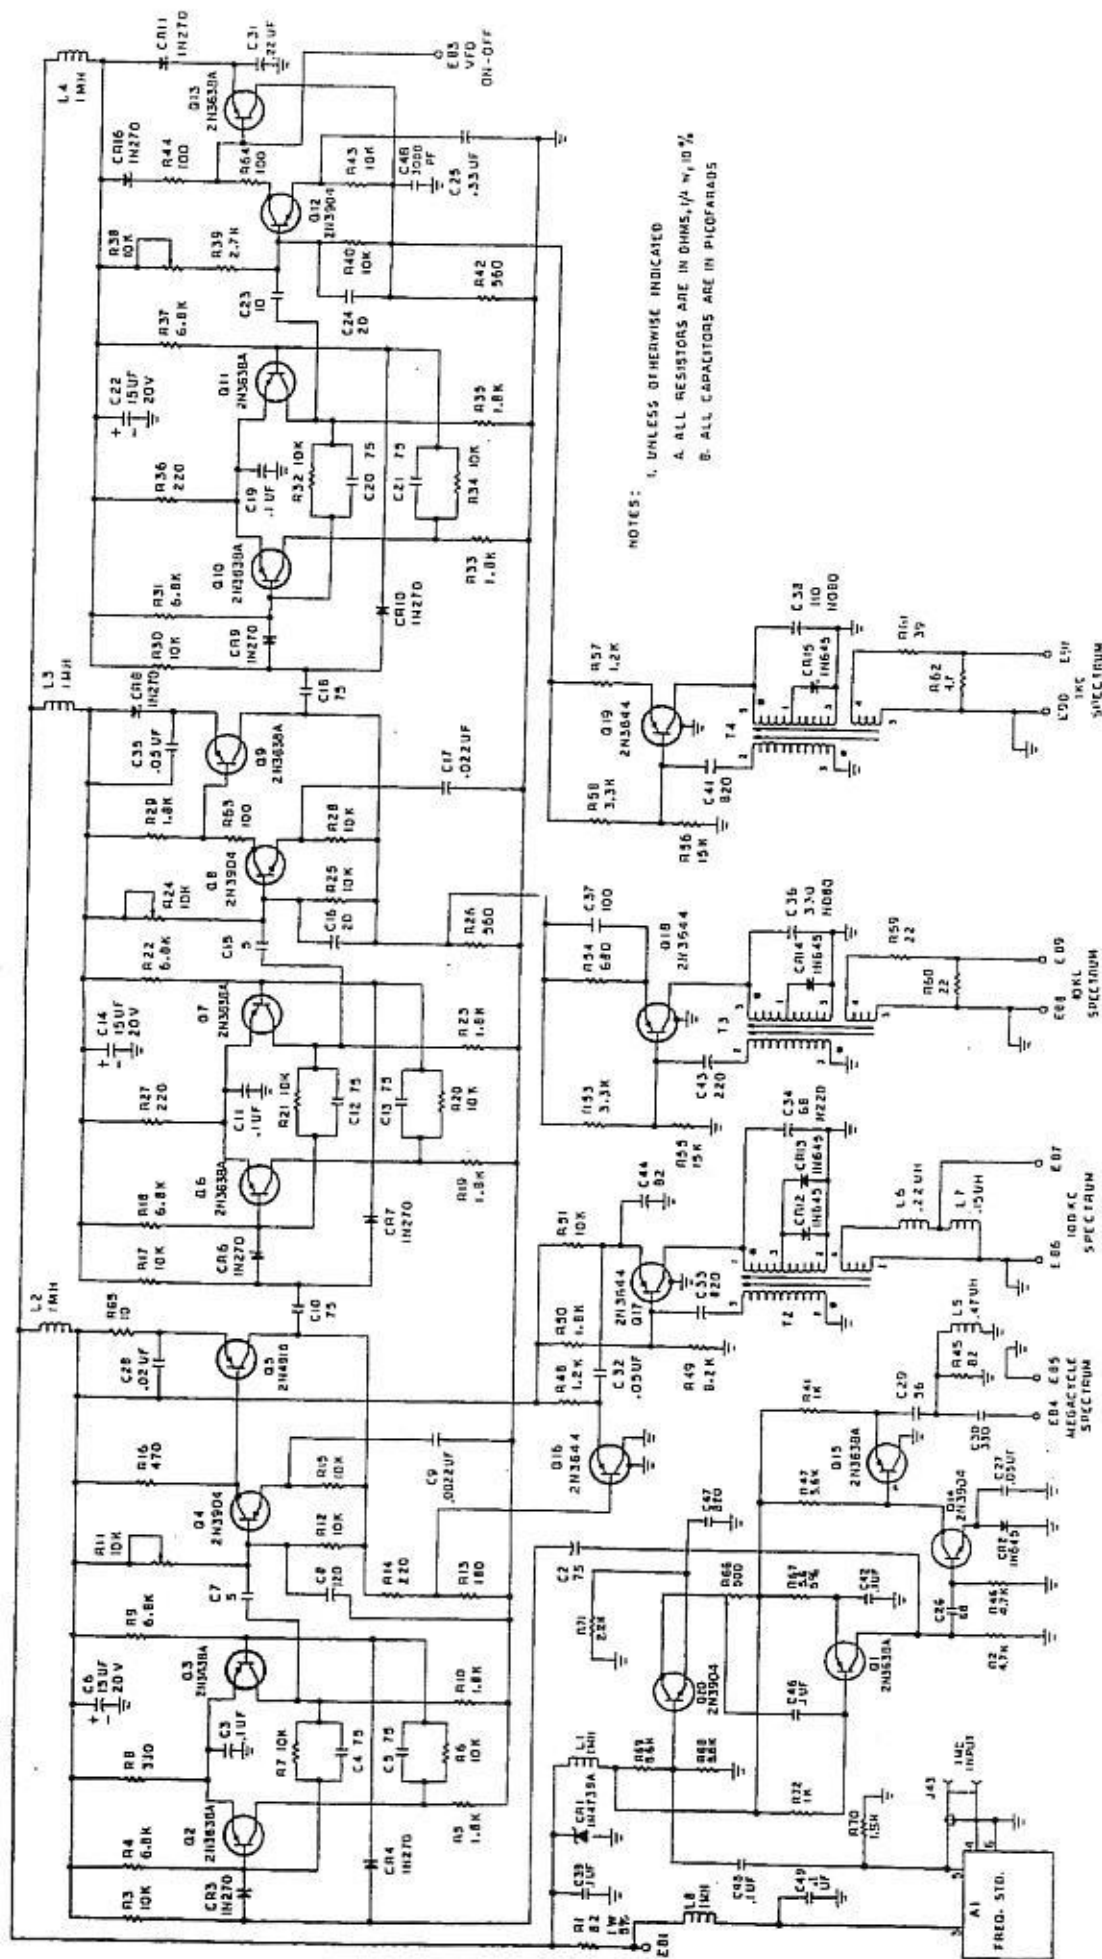 L4
1MH
CR11
1N270
C31
.22UF
E83
VFO
ON-OFF
Q13
2N3638A
CR16
1N270
R44
100
R64
100
Q12
2N3904
R43
10K
C48
1000
PF
C25
.33UF
R38
10K
R39
2.7K
C23
10
R40
10K
C24
20
R42
560
R37
6.8K
C22
15UF
20V
Q11
2N3638A
R35
1.8K
R36
220
C19
.1UF
R32 10K
C20 75
C21 75
R34 10K
Q10
2N3638A
R33
1.8K
R31
6.8K
R30
10K
CR9
1N270
CR10
1N270
C18
75
L3
1MH
CR8
1N270
C35
.05UF
Q9
2N3638A
C17
.022UF
R29
1.8K
R63
100
R28
10K
Q8
2N3904
R24
10K
R25
10K
C16
20
C15
5
R26
560
R22
6.8K
C14
15UF
20V
Q7
2N3638A
R23
1.8K
R27
220
C11
.1UF
R21 10K
C12 75
C13 75
R20
10K
Q6
2N3638A
R19
1.8K
R18
6.8K
R17
10K
CR6
1N270
CR7
1N270
C10
75
L2
1MH
R65
10
C28
.02UF
Q5
R16
470
Q4
2N3904
R15
10K
C9
.0022UF
R11
10K
R12
10K
C8
120
C7
5
R14
220
R13
180
R9
6.8K
C6
15UF
20V
Q3
2N3638A
R10
1.8K
R8
330
C3
.1UF
R7 10K
C4 75
C5 75
R6
10K
Q2
2N3638A
R5
1.8K
R4
6.8K
R3
10K
CR3
1N270
CR4
1N270
NOTES:
1. UNLESS OTHERWISE INDICATED
A. ALL RESISTORS ARE IN OHMS, 1/4 W, 10%
B. ALL CAPACITORS ARE IN PICOFARADS
R57
1.2K
Q19
2N3644
R58
3.3K
R56
15K
C41
820
T4
CR15
1N645
C38
110
N080
R61
39
R62
4.7
E91
E90
1KC
SPECTRUM
C37
100
R54
680
Q18
2N3644
R53
3.3K
R55
15K
C43
220
T3
CR14
1N645
C36
330
N080
R59
22
R60
22
E89
E88
10KC
SPECTRUM
C44
82
R51
10K
2N3644
Q17
R50
1.8K
R48
1.2K
C32
.05UF
R49
8.2K
C33
820
T2
CR12
1N645
CR13
1N645
C34
68
N220
L6
.22UH
L7
.15UH
E87
E86
100KC
SPECTRUM
Q16
2N3644
R41
1K
C29
56
R45
82
L5
.47UH
E85
E84
MEGACYCLE
SPECTRUM
C30
330
Q15
2N3638A
R47
5.6K
Q14
2N3904
C27
.05UF
CR2
1N645
R46
4.7K
C26
68
R2
4.7K
C2
75
C47
820
R71
2.2K
R66
500
R67
5.6
5%
C42
.1UF
Q1
2N3638A
C46
.1UF
Q20
2N3904
L1
1MH
R69
5.6K
R68
5.6K
R32
1K
R70
1.5K
CR1
1N4739A
C39
.1UF
R1
82
1W
5%
E81
L8
1MH
C45
.1UF
C49
.1
UF
J43
1MC
INPUT
A1
FREQ. STD.